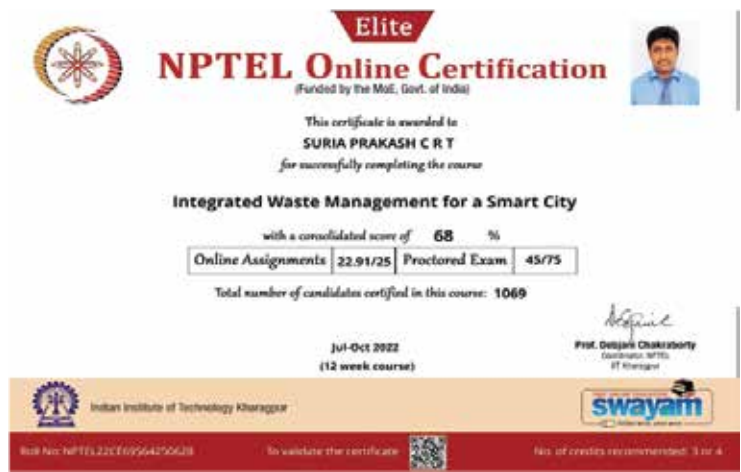 Elite
NPTEL Online Certification
(Funded by the MoE, Govt. of India)
This certificate is awarded to
SURIA PRAKASH C R T
for successfully completing the course
Integrated Waste Management for a Smart City
with a consolidated score of 68 %
Online Assignments 22.91/25 Proctored Exam 45/75
Total number of candidates certified in this course: 1069
Jul-Oct 2022
(12 week course)
Prof. Debjani Chakraborty
Coordinator, NPTEL
IIT Kharagpur
Indian Institute of Technology Kharagpur
swayam
Roll No: NPTEL22CE69S64250628
To validate the certificate
No. of credits recommended: 3 or 4